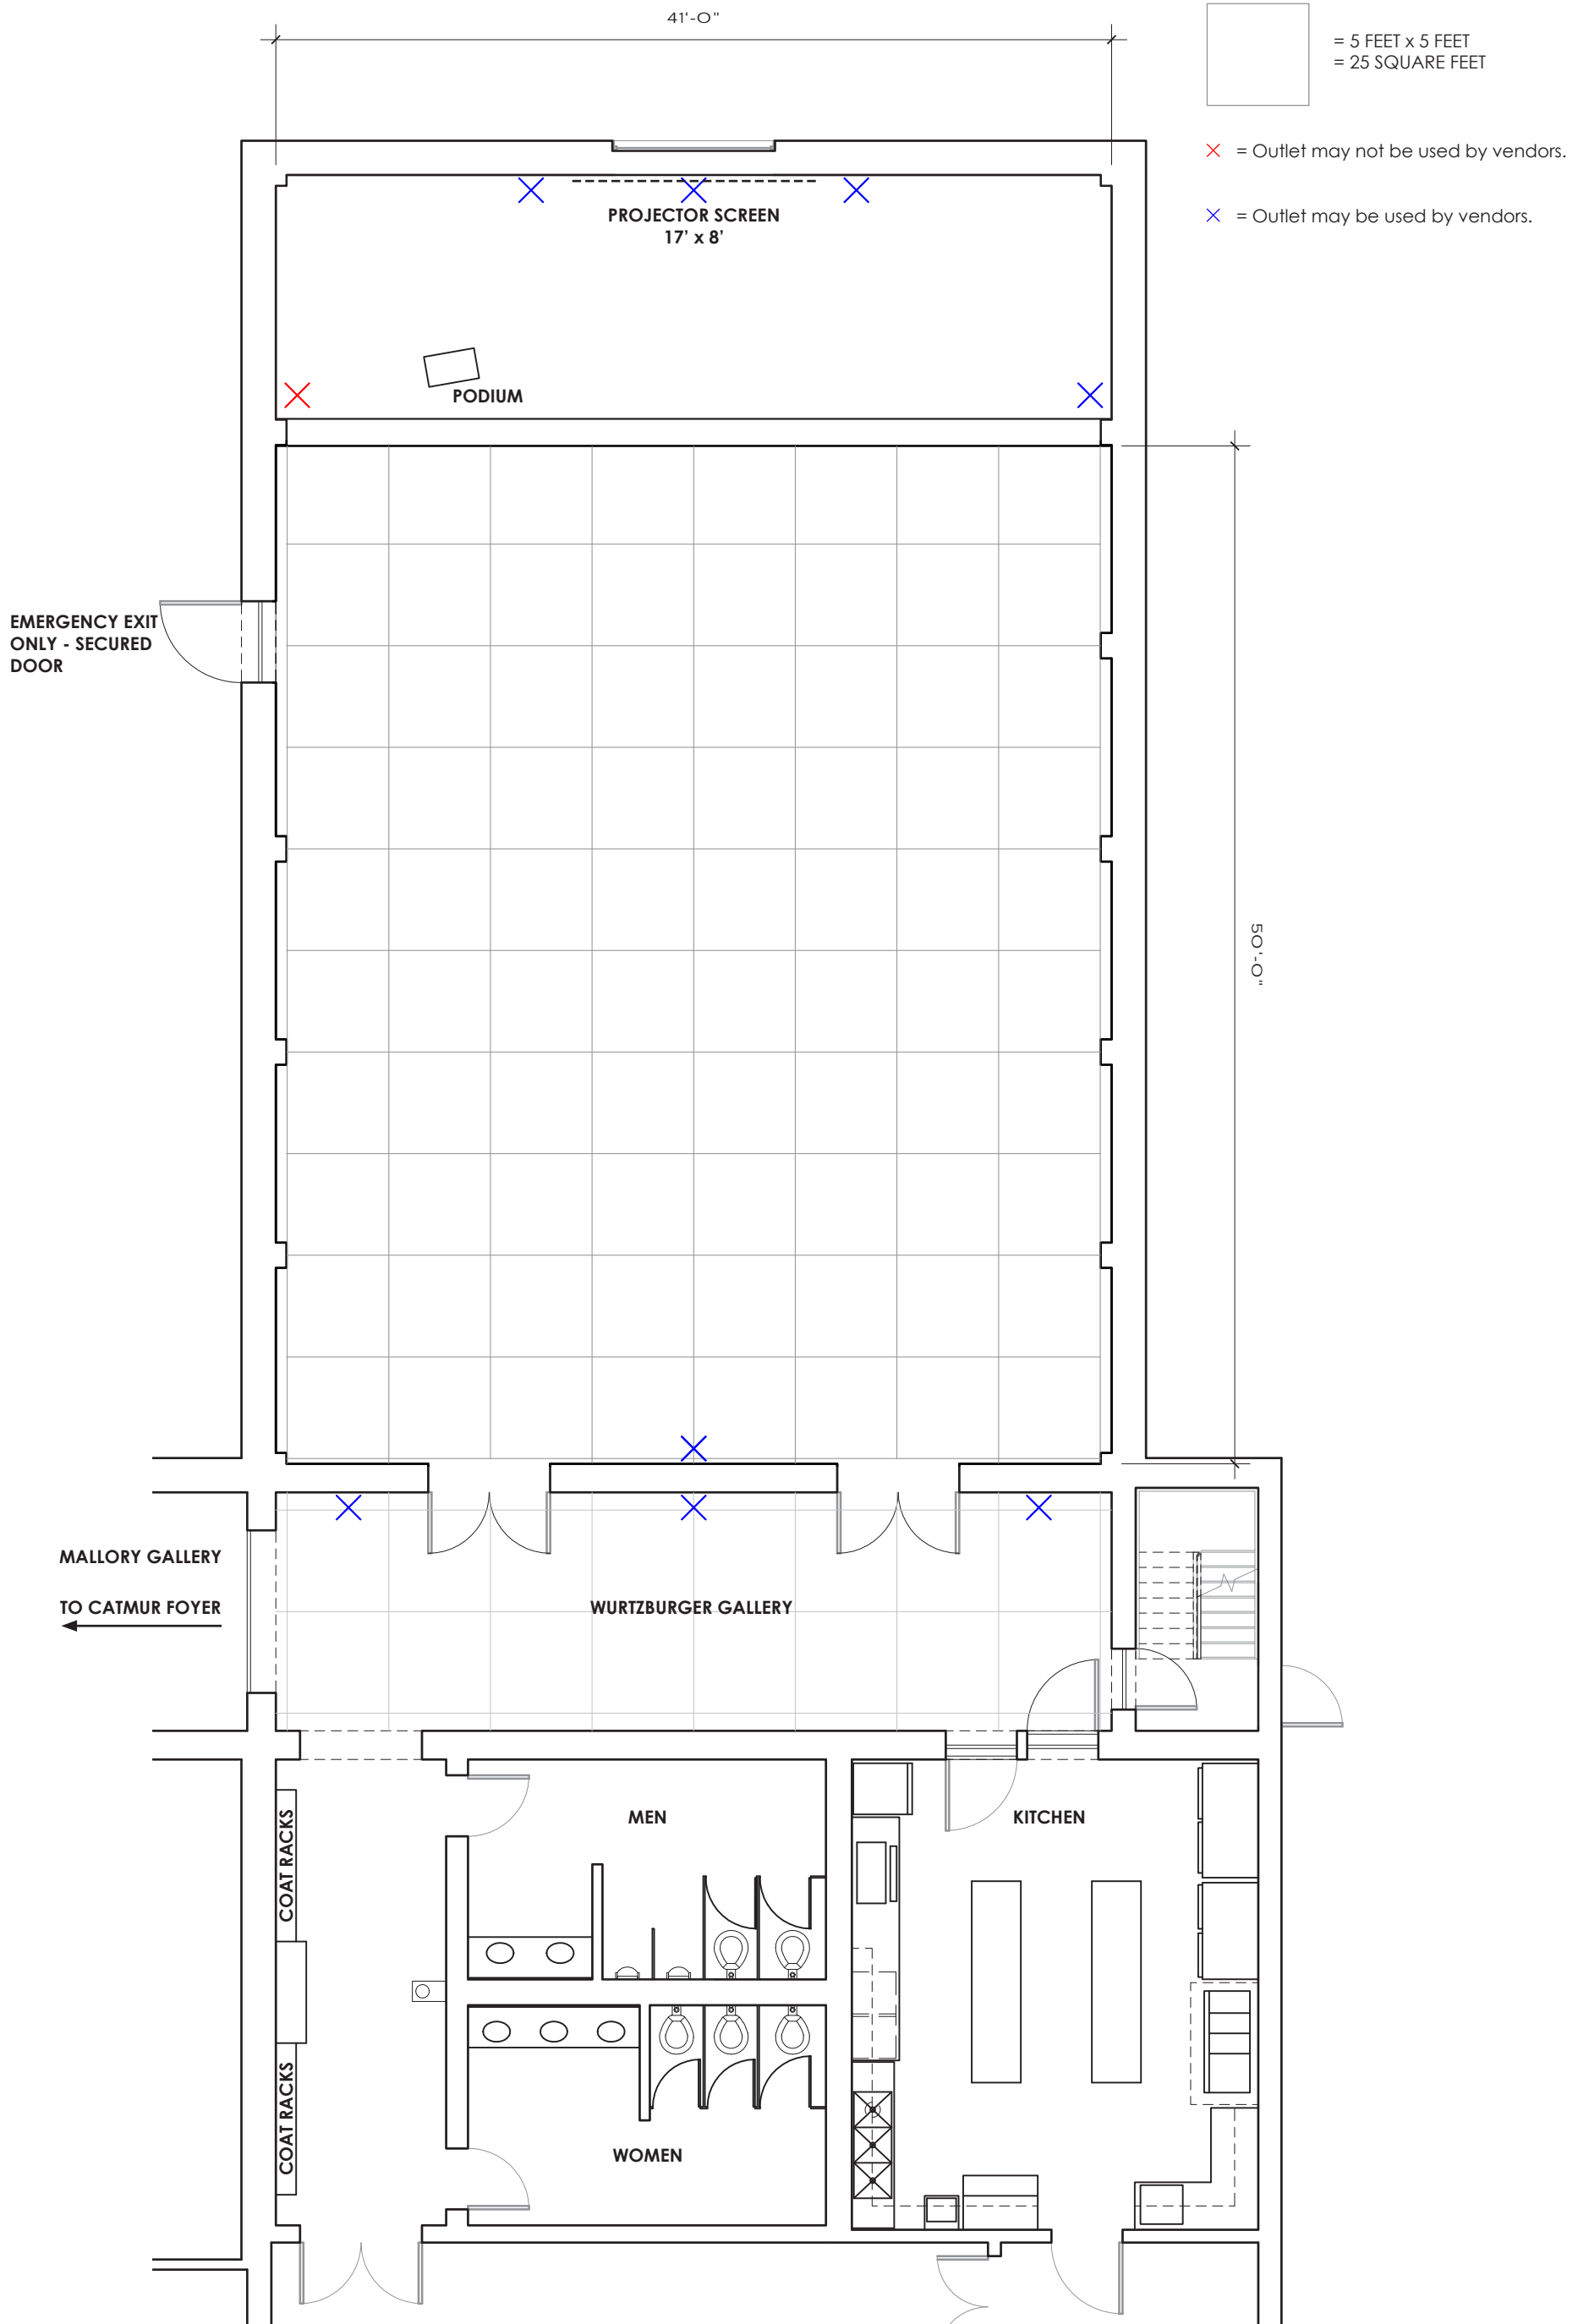 41'-0"
= 5 FEET x 5 FEET
= 25 SQUARE FEET
= Outlet may not be used by vendors.
= Outlet may be used by vendors.
PROJECTOR SCREEN
17' x 8'
PODIUM
EMERGENCY EXIT
ONLY - SECURED
DOOR
50'-0"
MALLORY GALLERY
TO CATMUR FOYER
WURTZBURGER GALLERY
COAT RACKS
MEN
KITCHEN
COAT RACKS
WOMEN